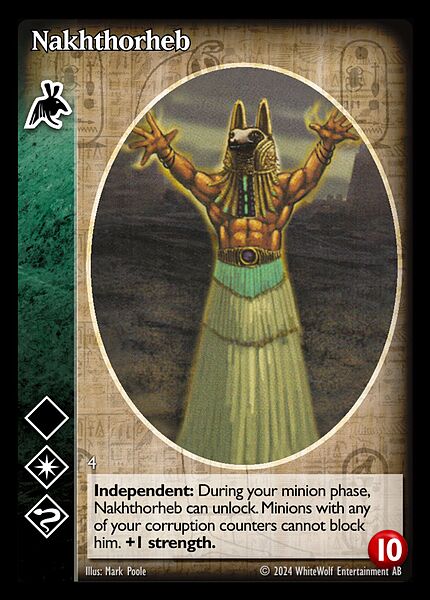 Nakhthorheb
4
Independent: During your minion phase,
Nakhthorheb can unlock. Minions with any
of your corruption counters cannot block
him. +1 strength.
10
Illus: Mark Poole
© 2024 WhiteWolf Entertainment AB